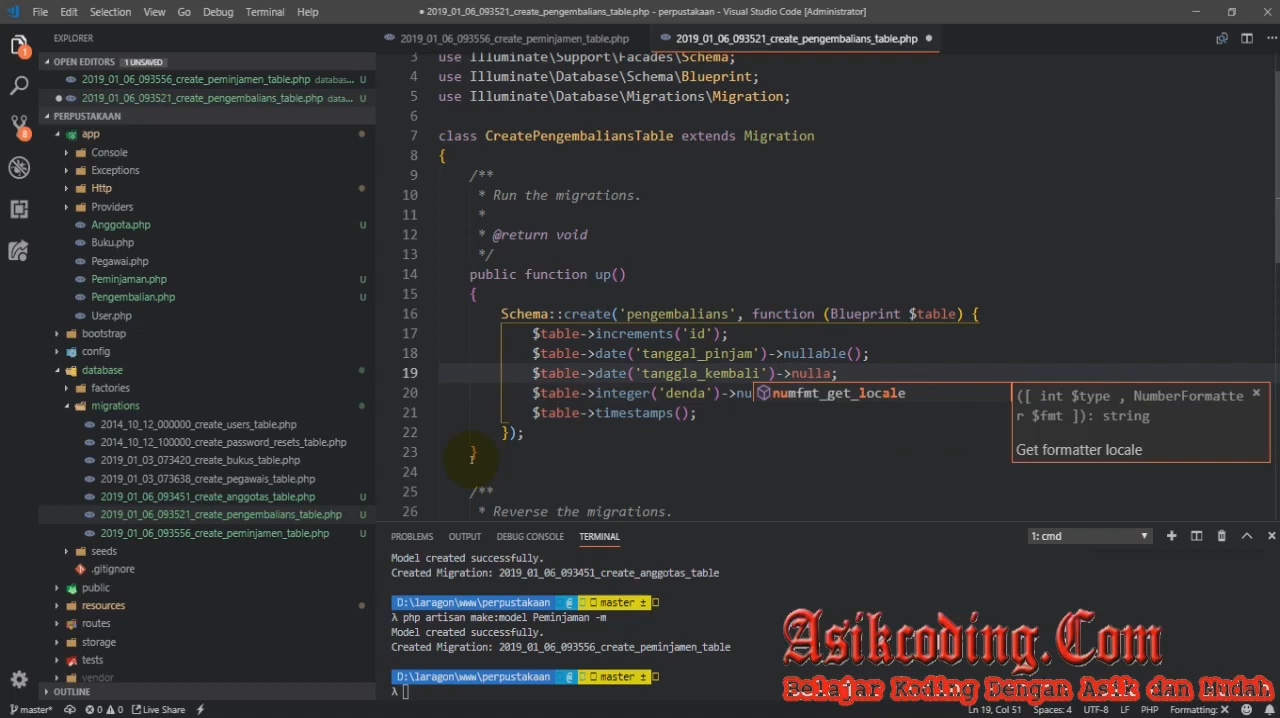 File Edit Selection View Go Debug Terminal Help
● 2019_01_06_093521_create_pengembalians_table.php - perpustakaan - Visual Studio Code [Administrator]
EXPLORER
OPEN EDITORS 1 UNSAVED
2019_01_06_093556_create_peminjamen_table.php databas... U
2019_01_06_093521_create_pengembalians_table.php data... U
PERPUSTAKAAN
app
Console
Exceptions
Http
Providers
Anggota.php U
Buku.php
Pegawai.php
Peminjaman.php U
Pengembalian.php U
User.php
bootstrap
config
database
factories
migrations
2014_10_12_000000_create_users_table.php
2014_10_12_100000_create_password_resets_table.php
2019_01_03_073420_create_bukus_table.php
2019_01_03_073638_create_pegawais_table.php
2019_01_06_093451_create_anggotas_table.php U
2019_01_06_093521_create_pengembalians_table.php U
2019_01_06_093556_create_peminjamen_table.php U
seeds
.gitignore
public
resources
routes
storage
tests
vendor
OUTLINE
2019_01_06_093556_create_peminjamen_table.php
2019_01_06_093521_create_pengembalians_table.php ●
3 use Illuminate\Support\Facades\Schema;
4 use Illuminate\Database\Schema\Blueprint;
5 use Illuminate\Database\Migrations\Migration;
6
7 class CreatePengembaliansTable extends Migration
8 {
9 /**
10 * Run the migrations.
11 *
12 * @return void
13 */
14 public function up()
15 {
16 Schema::create('pengembalians', function (Blueprint $table) {
17 $table->increments('id');
18 $table->date('tanggal_pinjam')->nullable();
19 $table->date('tanggla_kembali')->nulla;
20 $table->integer('denda')->nu
numfmt_get_locale
21 $table->timestamps();
22 });
23 }
24
25 /**
26 * Reverse the migrations.
([ int $type , NumberFormatte
r $fmt ]): string
Get formatter locale
PROBLEMS OUTPUT DEBUG CONSOLE TERMINAL
1: cmd
Model created successfully.
Created Migration: 2019_01_06_093451_create_anggotas_table
D:\laragon\www\perpustakaan @ master ±
λ php artisan make:model Peminjaman -m
Model created successfully.
Created Migration: 2019_01_06_093556_create_peminjamen_table
D:\laragon\www\perpustakaan @ master ±
λ
Asikcoding.Com
Belajar Koding Dengan Asik dan Mudah
1
8
master* 0 0 Live Share
Ln 19, Col 51 Spaces: 4 UTF-8 LF PHP Formatting: X